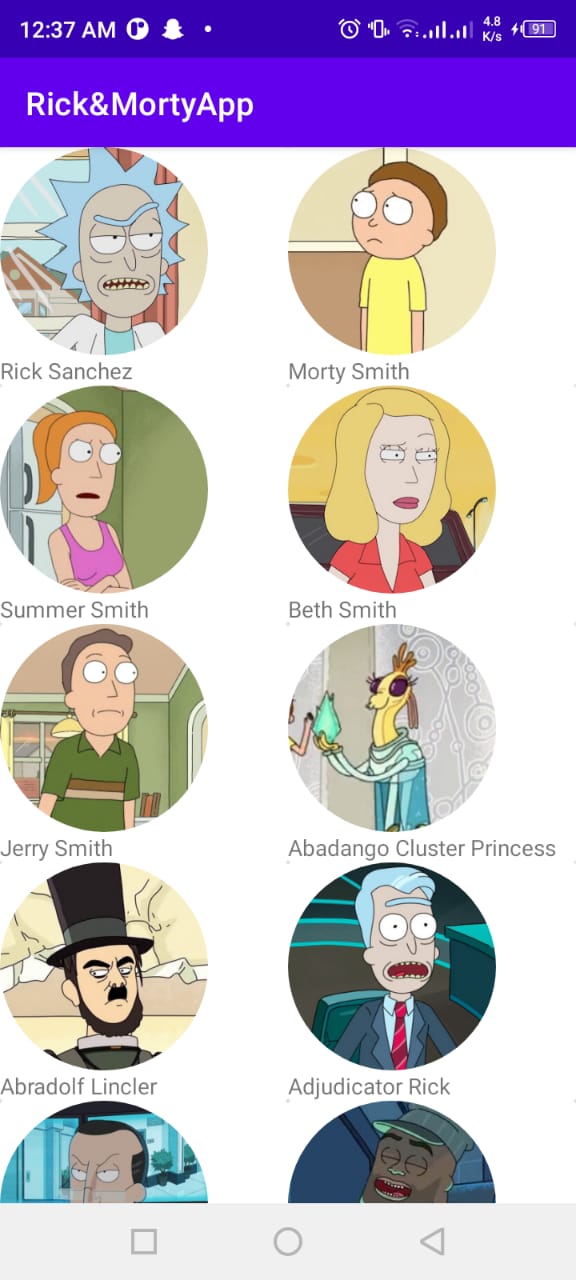 12:37 AM 4.8 K/s 91
Rick&MortyApp
Rick Sanchez Morty Smith
Summer Smith Beth Smith
Jerry Smith Abadango Cluster Princess
Abradolf Lincler Adjudicator Rick